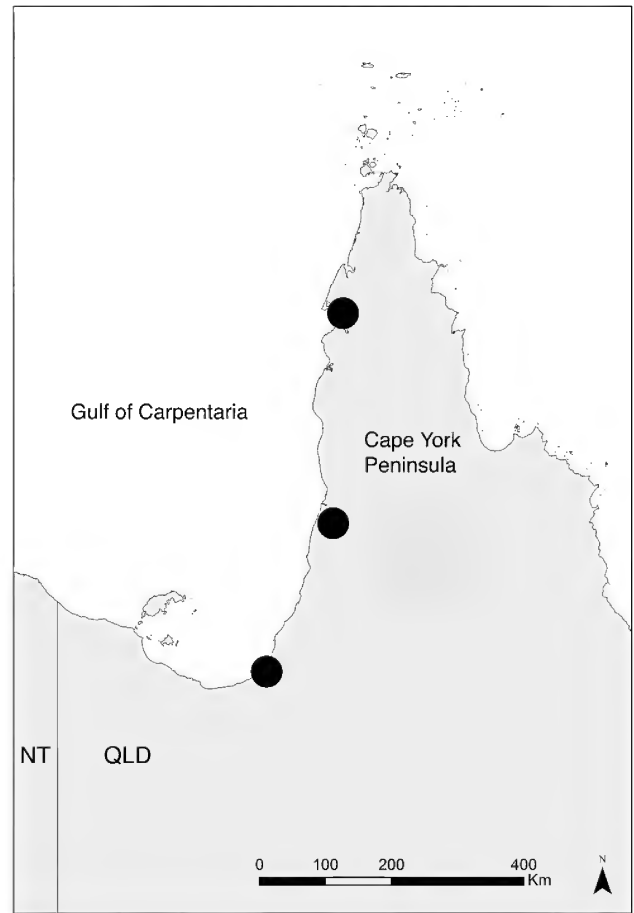 Gulf of Carpentaria
Cape York
Peninsula
NT
QLD
0 100 200 400
Km
N